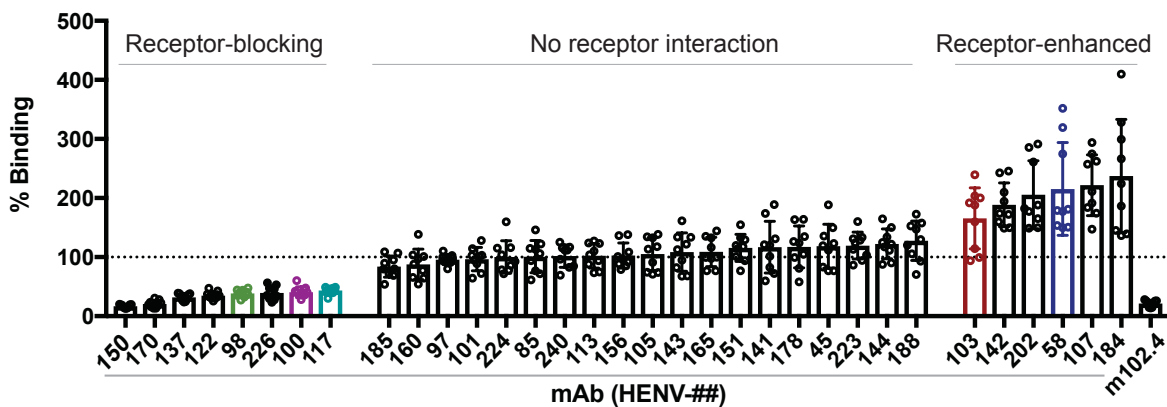 Receptor-blocking No receptor interaction Receptor-enhanced
% Binding
500
400
300
200
100
0
150 170 137 122 98 226 100 117 185 160 97 101 224 85 240 113 156 105 143 165 151 141 178 45 223 144 188 103 142 202 58 107 184 m102.4
mAb (HENV-##)